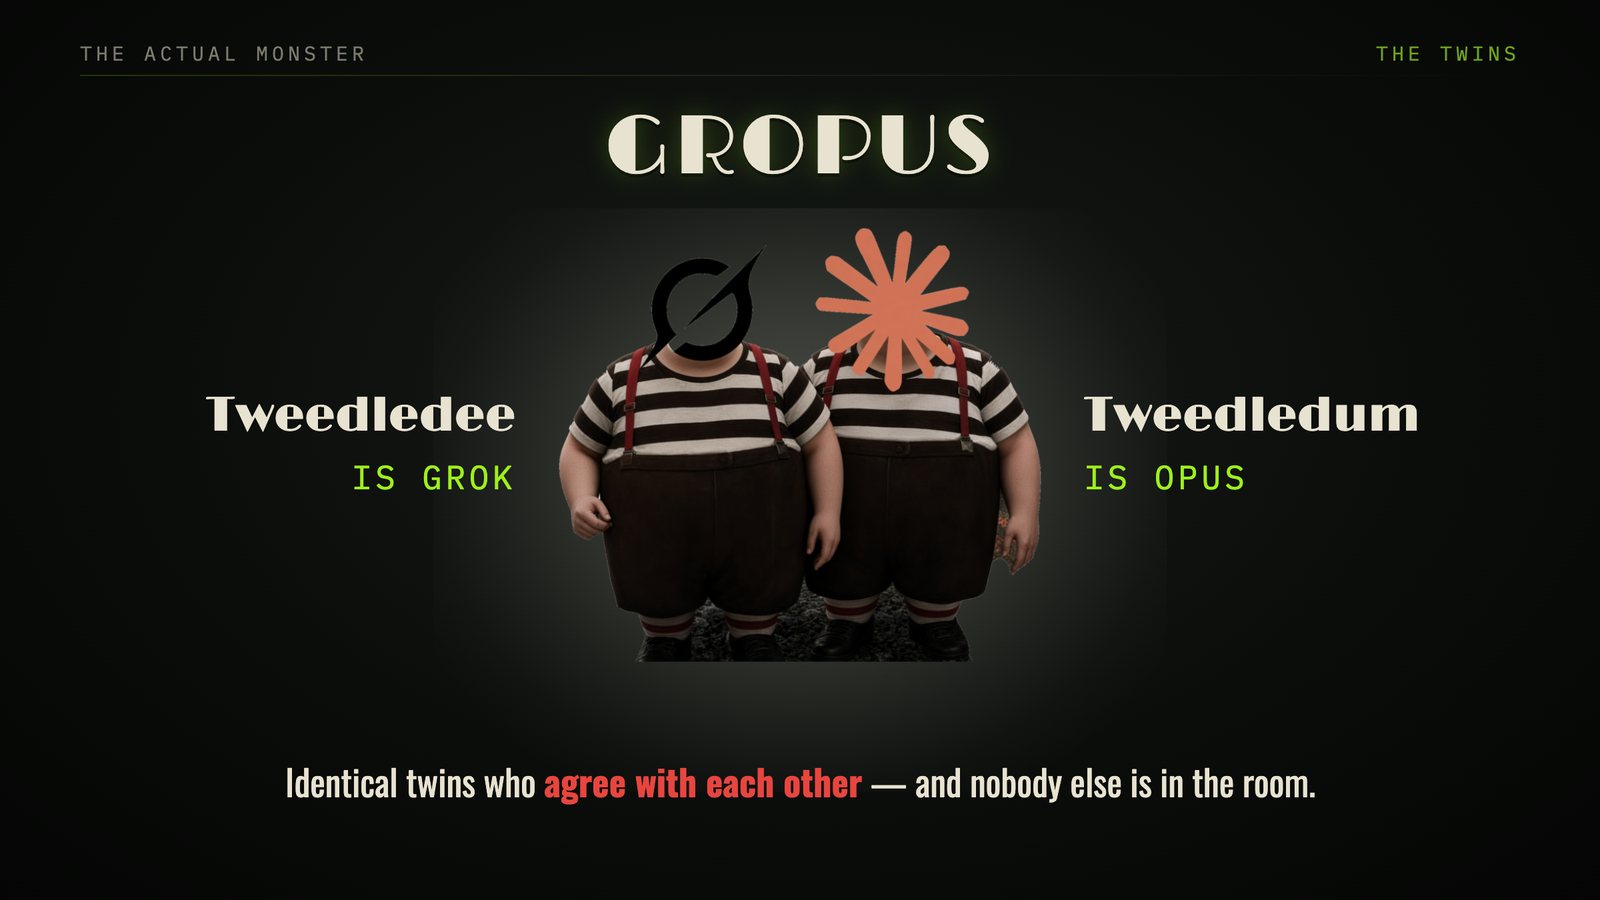 THE ACTUAL MONSTER
THE TWINS
GROPUS
Tweedledee
IS GROK
Tweedledum
IS OPUS
Identical twins who agree with each other — and nobody else is in the room.